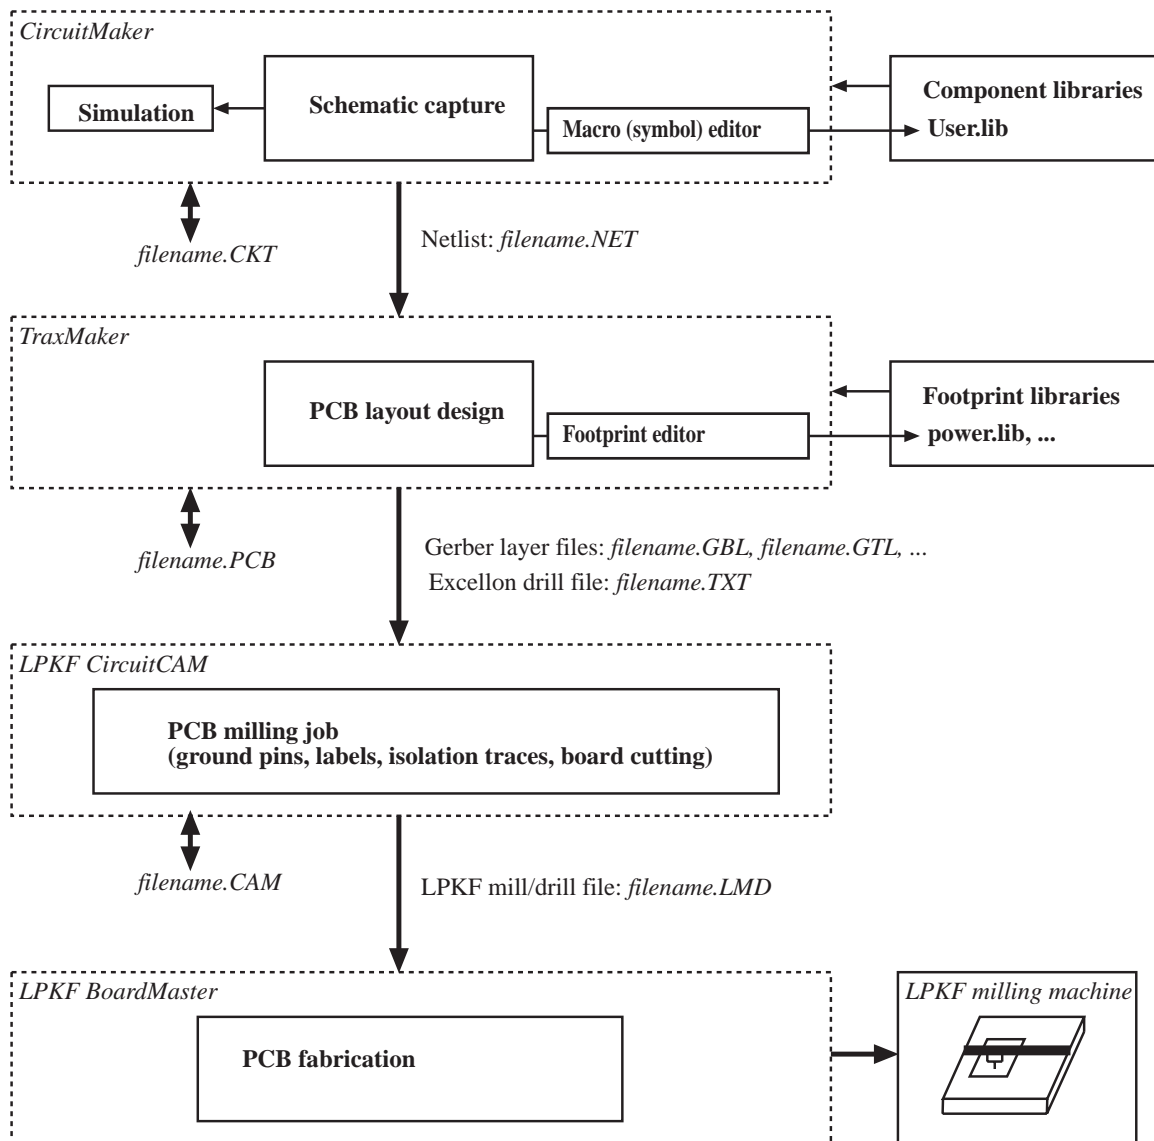 CircuitMaker
Simulation
Schematic capture
Macro (symbol) editor
Component libraries
User.lib
filename.CKT
Netlist: filename.NET
TraxMaker
PCB layout design
Footprint editor
Footprint libraries
power.lib, ...
filename.PCB
Gerber layer files: filename.GBL, filename.GTL, ...
Excellon drill file: filename.TXT
LPKF CircuitCAM
PCB milling job
(ground pins, labels, isolation traces, board cutting)
filename.CAM
LPKF mill/drill file: filename.LMD
LPKF BoardMaster
PCB fabrication
LPKF milling machine